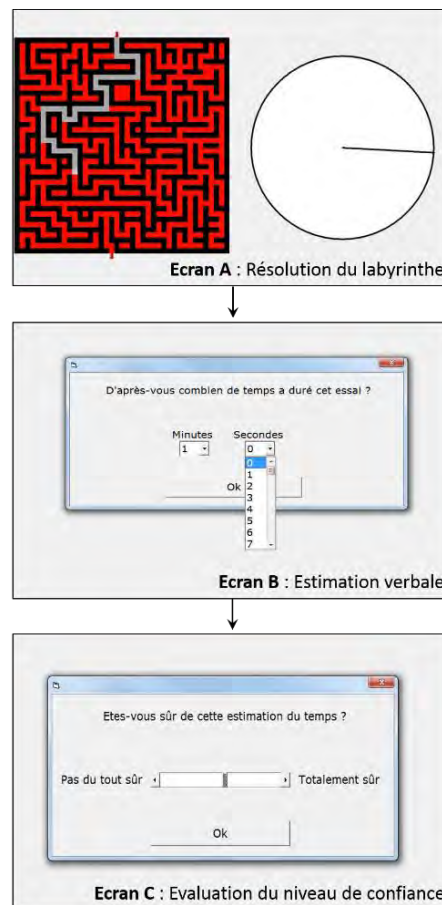 Ecran A : Résolution du labyrinthe
D'après-vous combien de temps a duré cet essai ?
Minutes Secondes
1 0
0
1
2
3
4
5
6
7
Ok
Ecran B : Estimation verbale
Etes-vous sûr de cette estimation du temps ?
Pas du tout sûr Totalement sûr
Ok
Ecran C : Evaluation du niveau de confiance